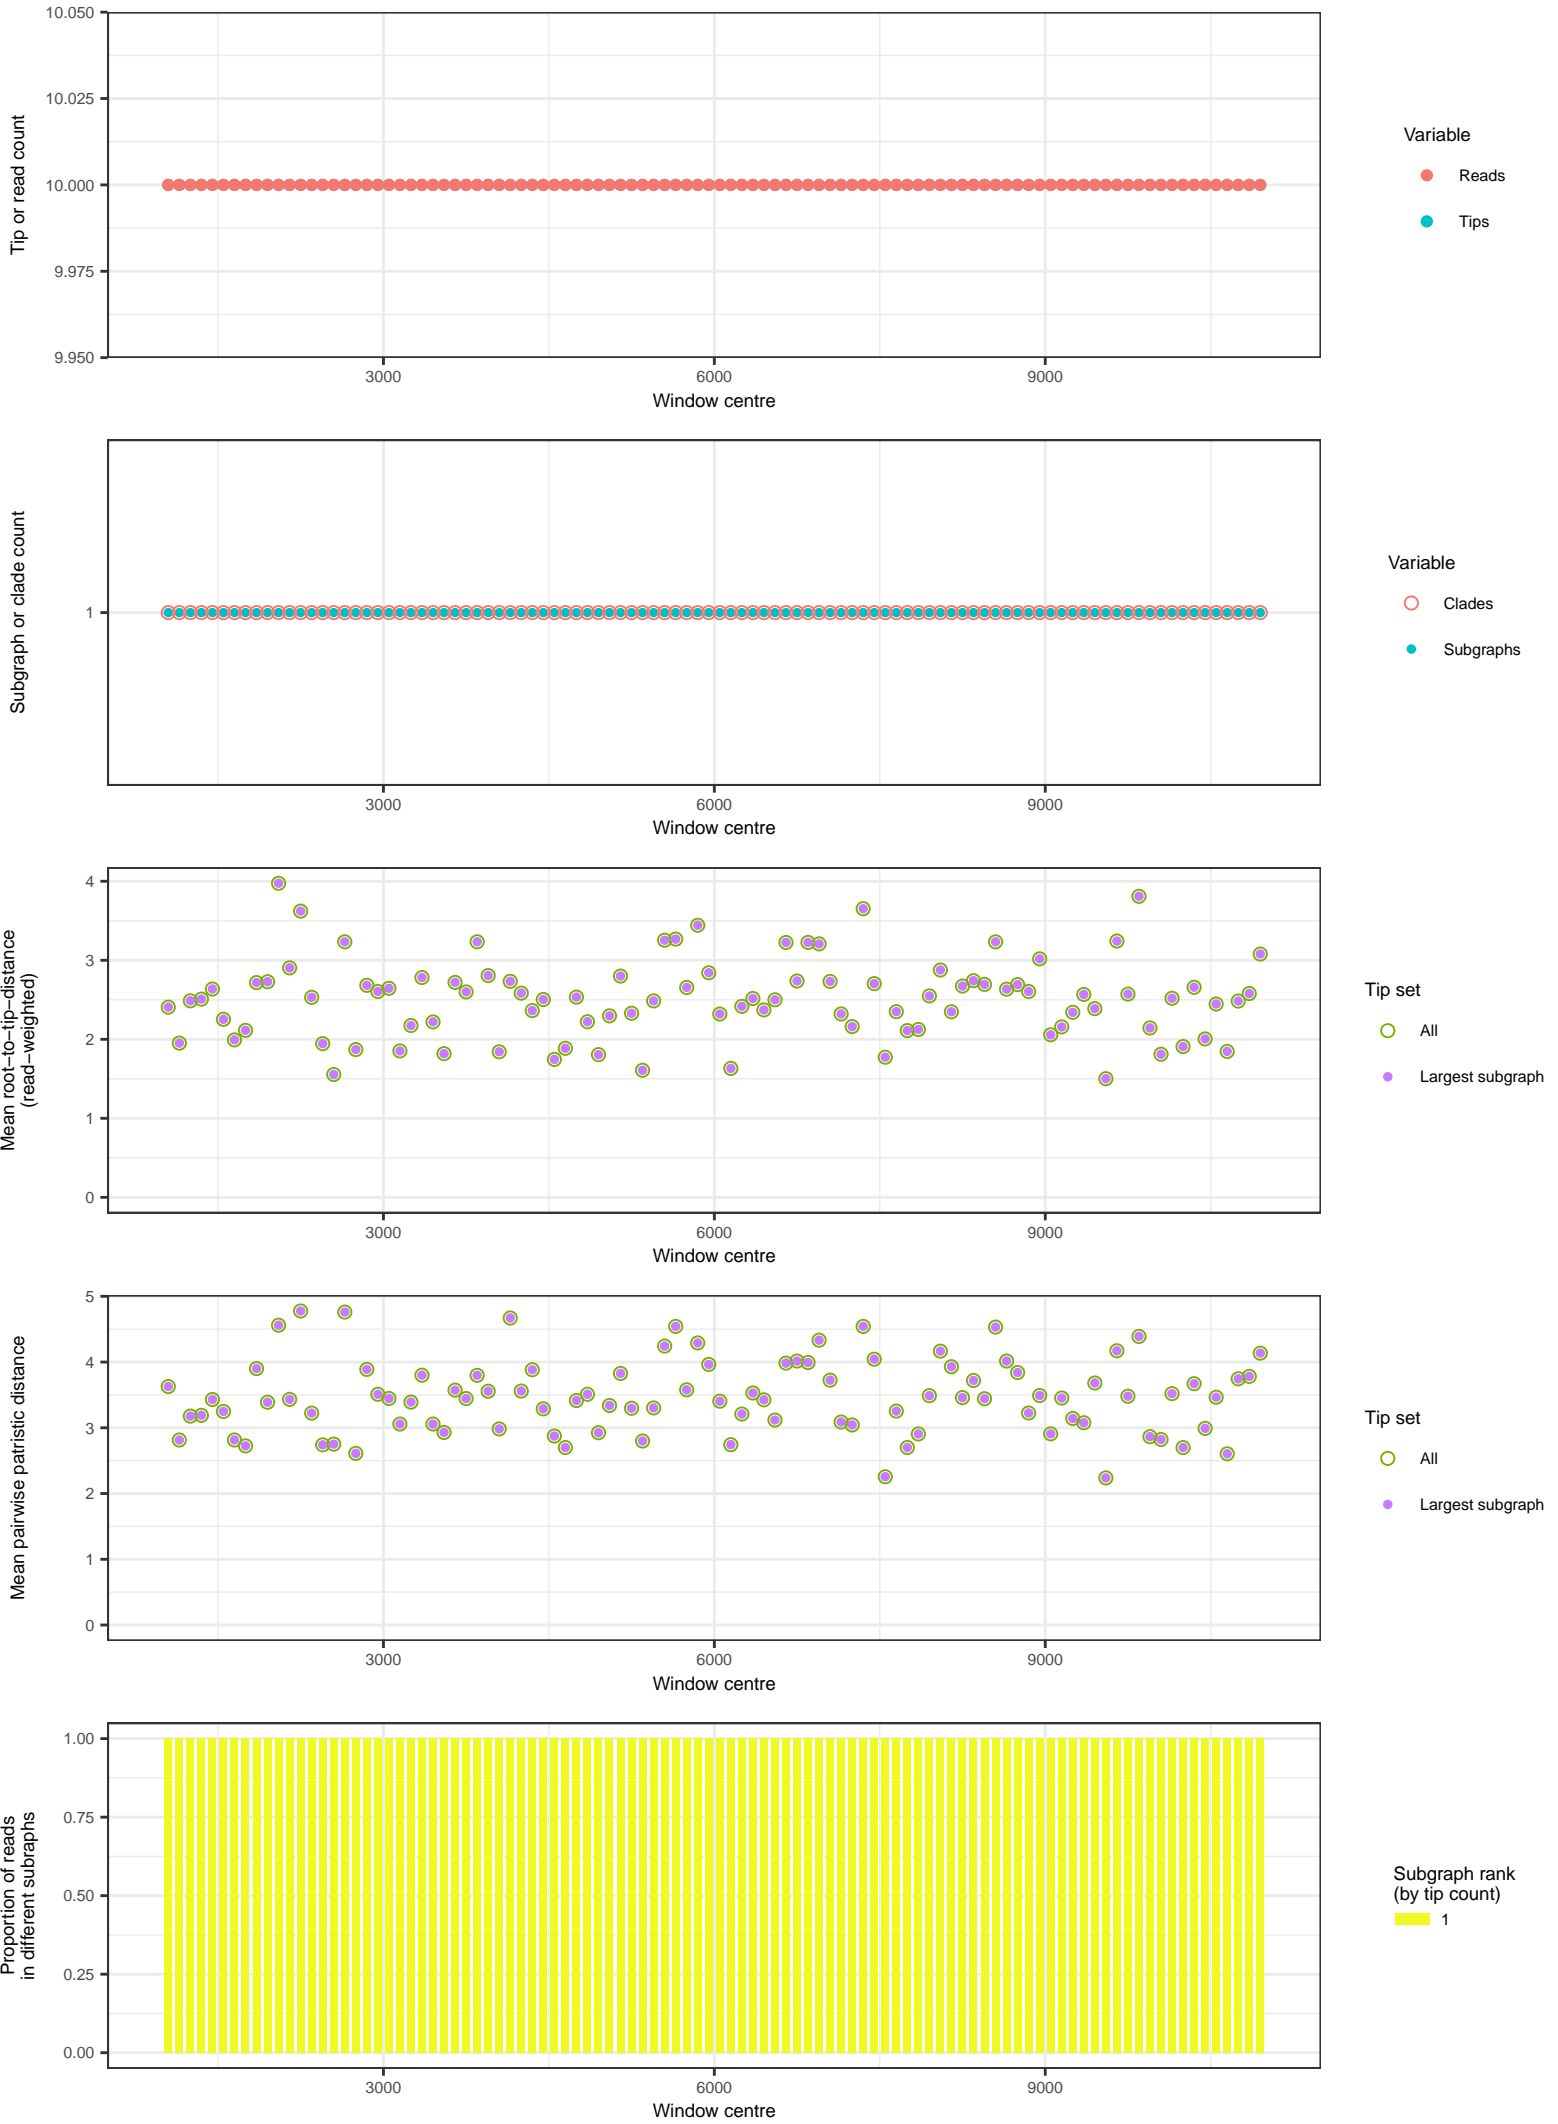 10.050
10.025
10.000
9.975
9.950
Tip or read count
3000
6000
9000
Window centre
Variable
Reads
Tips
1
Subgraph or clade count
3000
6000
9000
Window centre
Variable
Clades
Subgraphs
4
3
2
1
0
Mean root−to−tip−distance
(read−weighted)
3000
6000
9000
Window centre
Tip set
All
Largest subgraph
5
4
3
2
1
0
Mean pairwise patristic distance
3000
6000
9000
Window centre
Tip set
All
Largest subgraph
1.00
0.75
0.50
0.25
0.00
Proportion of reads
in different subraphs
3000
6000
9000
Window centre
Subgraph rank
(by tip count)
1